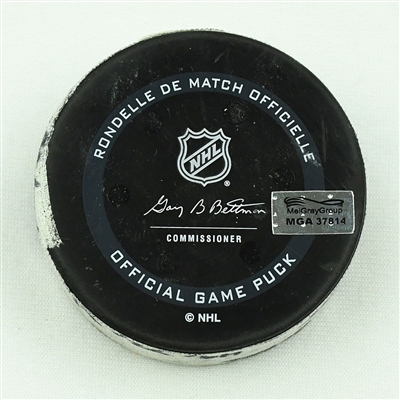 RONDELLE DE MATCH OFFICIELLE
NHL
Gary B Bettman
COMMISSIONER
MeiGrayGroup
MGA 37814
OFFICIAL GAME PUCK
© NHL